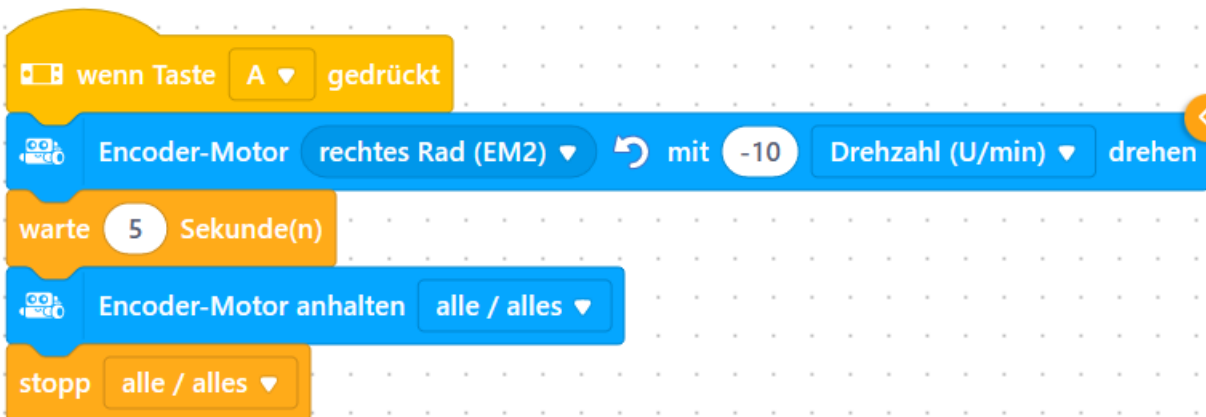 wenn Taste A gedrückt
Encoder-Motor rechtes Rad (EM2) mit -10 Drehzahl (U/min) drehen
warte 5 Sekunde(n)
Encoder-Motor anhalten alle / alles
stopp alle / alles